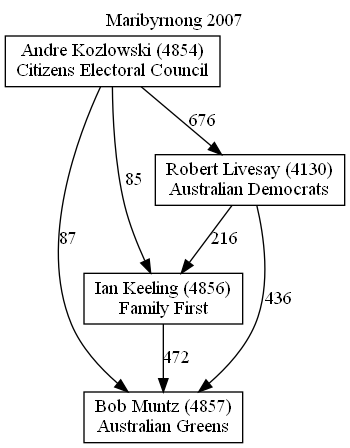 Maribyrnong 2007
Andre Kozlowski (4854)
Citizens Electoral Council
676
Robert Livesay (4130)
Australian Democrats
85
87
216
Ian Keeling (4856)
Family First
436
472
Bob Muntz (4857)
Australian Greens